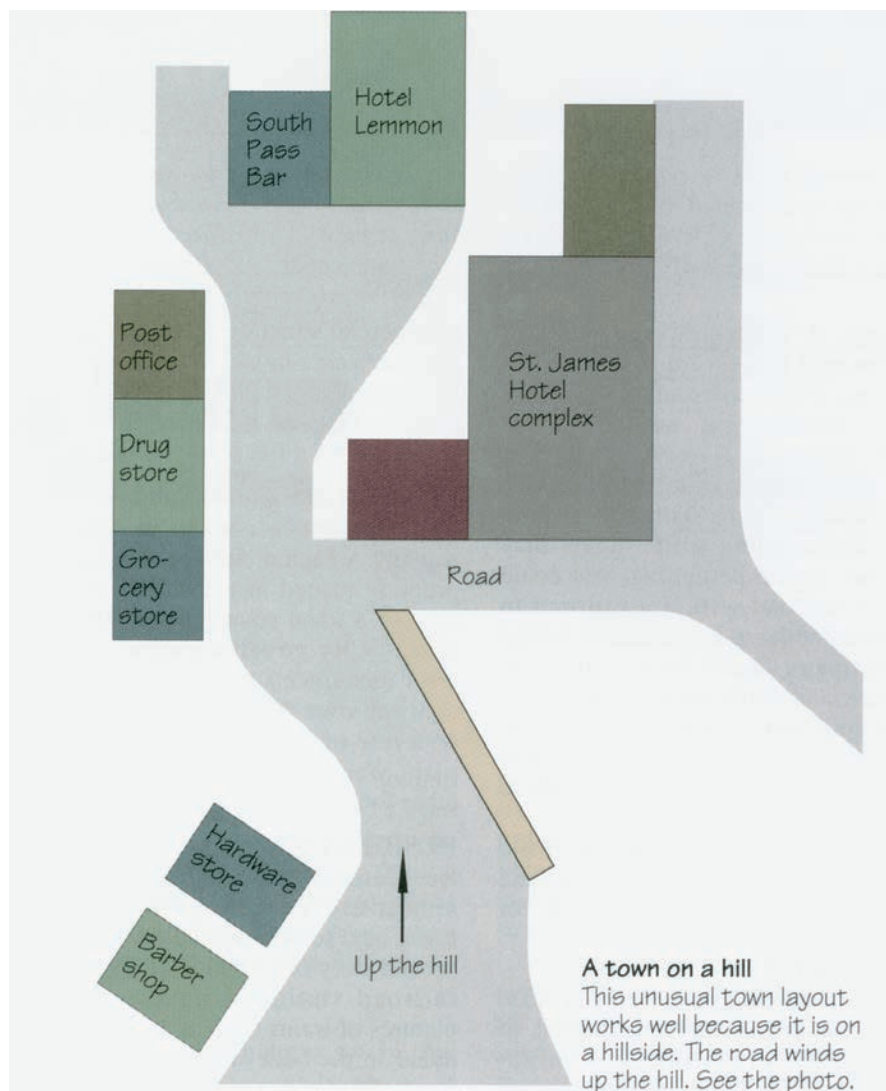 Hotel
Lemmon
South
Pass
Bar
Post
office
St. James
Hotel
complex
Drug
store
Gro-
cery
store
Road
Hardware
store
Barber
shop
Up the hill
A town on a hill
This unusual town layout
works well because it is on
a hillside. The road winds
up the hill. See the photo.